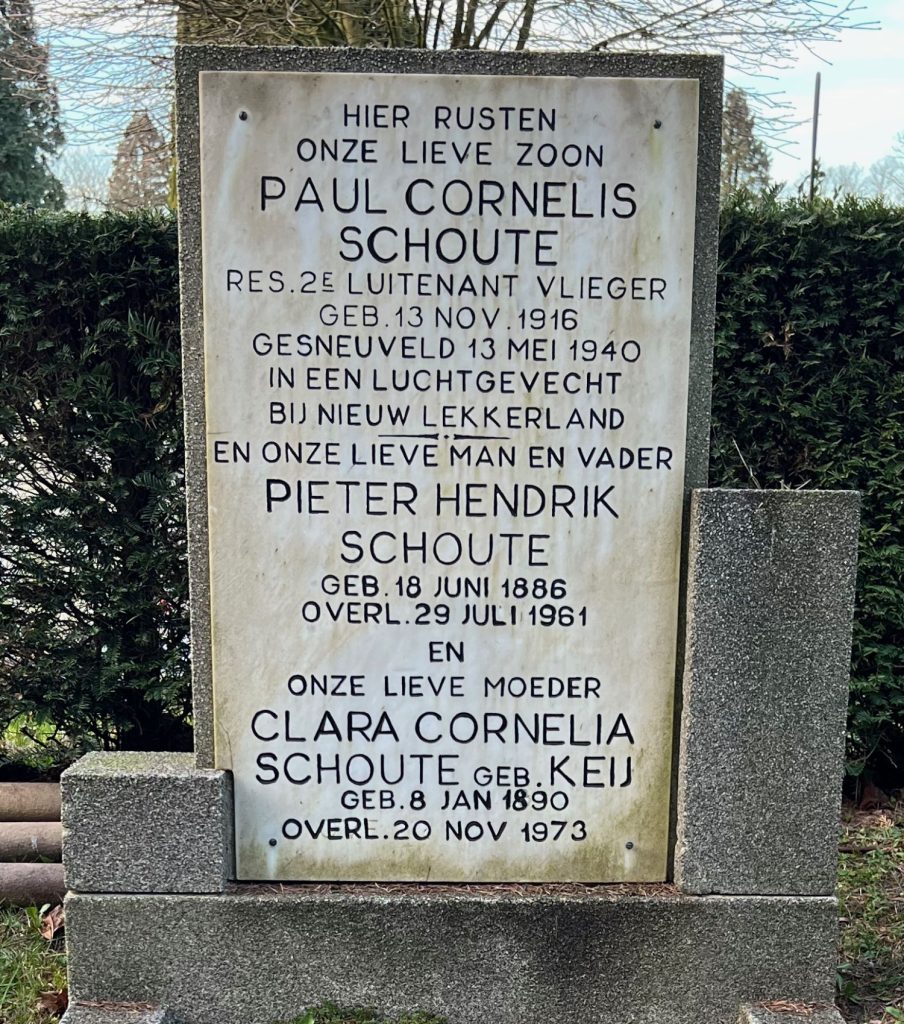 HIER RUSTEN
ONZE LIEVE ZOON
PAUL CORNELIS
SCHOUTE
RES. 2E LUITENANT VLIEGER
GEB. 13 NOV. 1916
GESNEUVELD 13 MEI 1940
IN EEN LUCHTGEVECHT
BIJ NIEUW LEKKERLAND
EN ONZE LIEVE MAN EN VADER
PIETER HENDRIK
SCHOUTE
GEB. 18 JUNI 1886
OVERL. 29 JULI 1961
EN
ONZE LIEVE MOEDER
CLARA CORNELIA
SCHOUTE GEB. KEIJ
GEB. 8 JAN 1890
OVERL. 20 NOV 1973